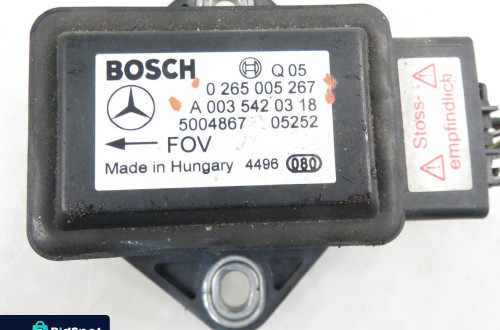 BOSCH Q 05
0 265 005 267
A 003 542 03 18
5004867 05252
← FOV
Made in Hungary 4496 080
Stoss-
empfindlich
BidSpot